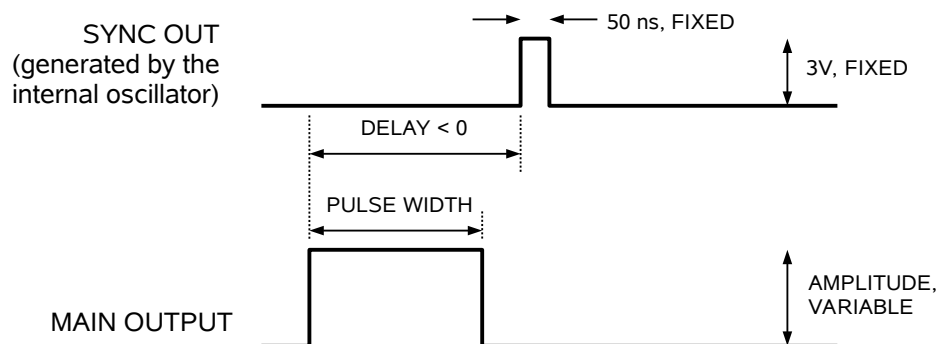 50 ns, FIXED
SYNC OUT
(generated by the
internal oscillator)
3V, FIXED
DELAY < 0
PULSE WIDTH
AMPLITUDE,
VARIABLE
MAIN OUTPUT